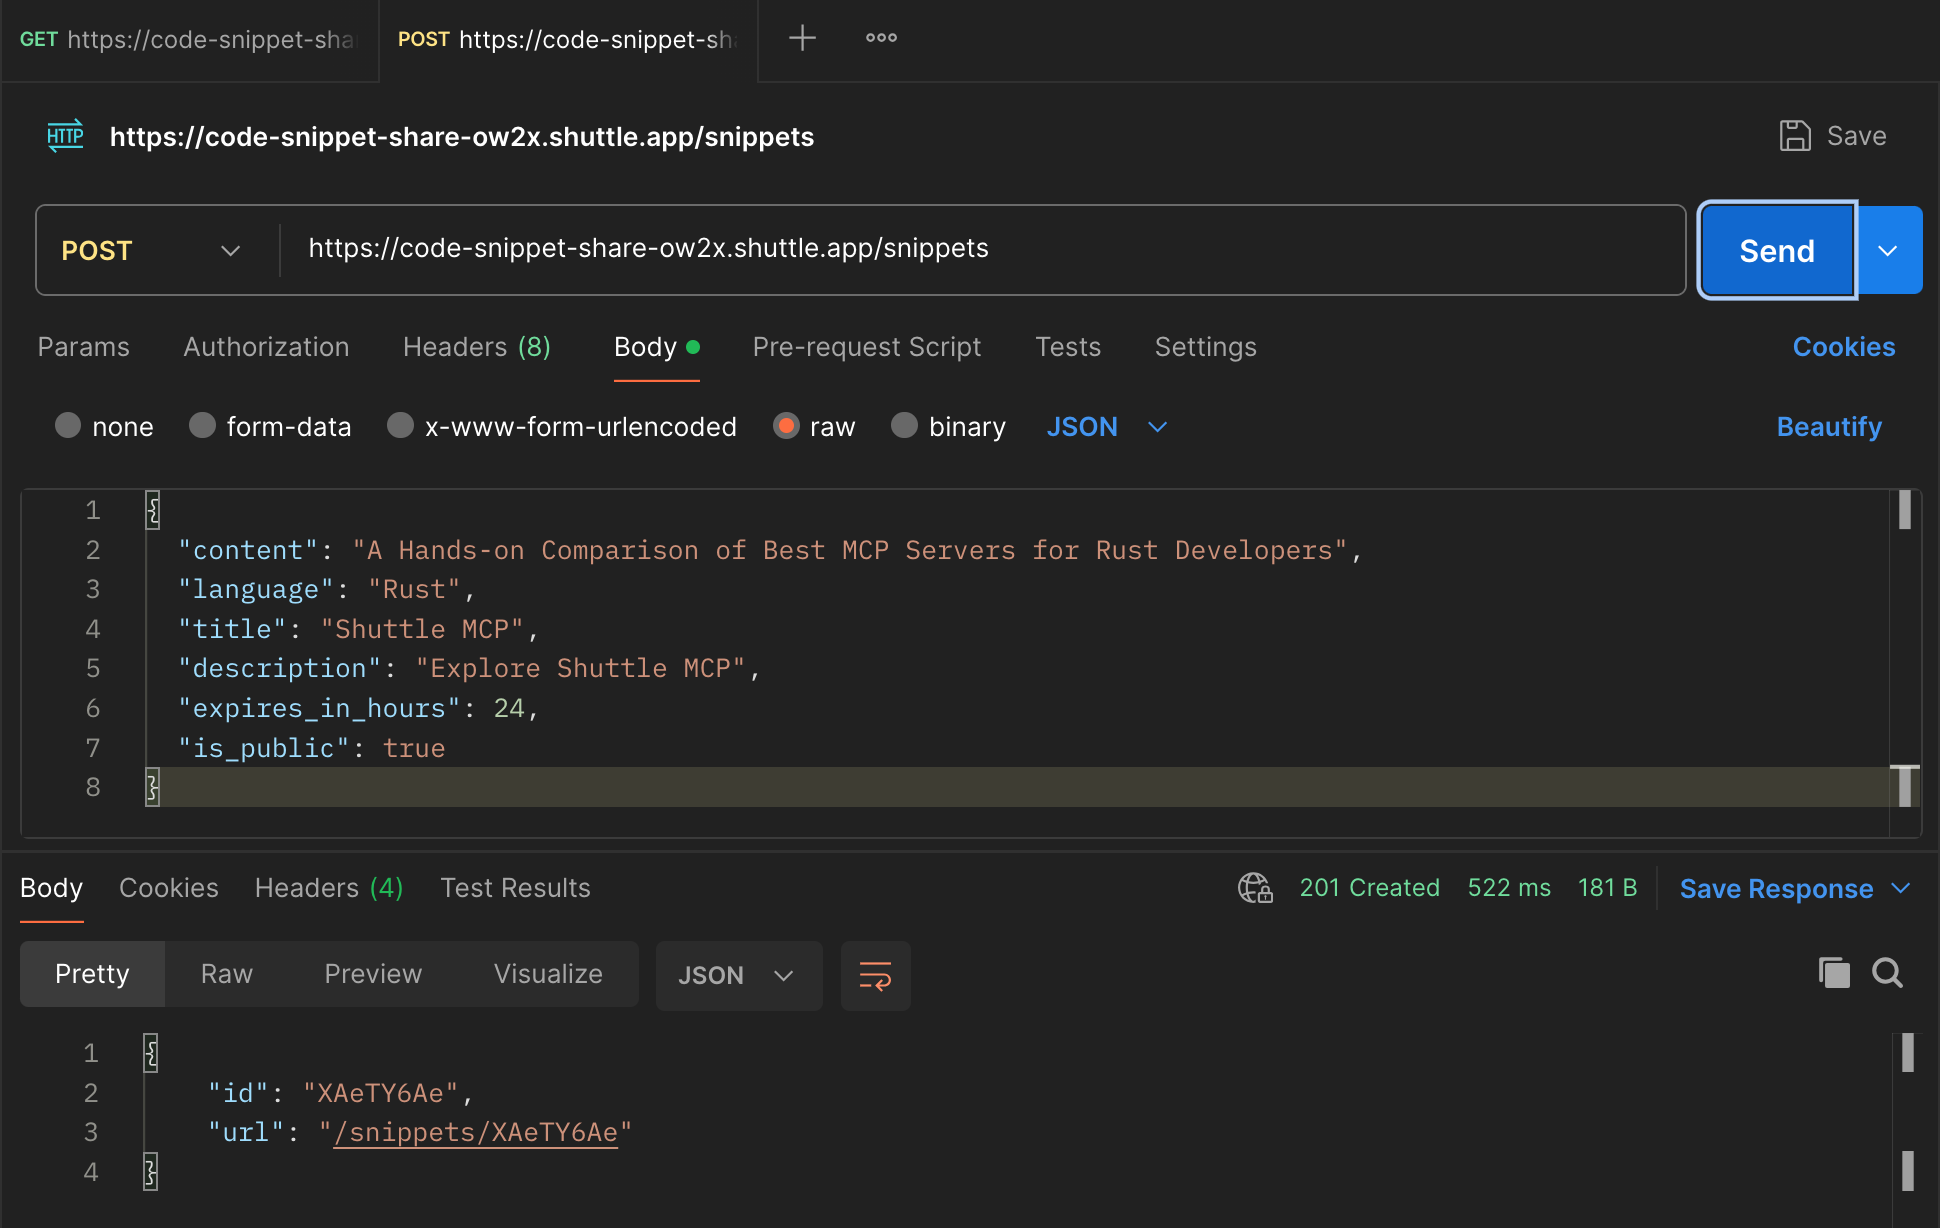 GET https://code-snippet-sha
POST https://code-snippet-sh
HTTP https://code-snippet-share-ow2x.shuttle.app/snippets
Save
POST https://code-snippet-share-ow2x.shuttle.app/snippets
Send
Params Authorization Headers (8) Body Pre-request Script Tests Settings Cookies
none form-data x-www-form-urlencoded raw binary JSON Beautify
1 {
2 "content": "A Hands-on Comparison of Best MCP Servers for Rust Developers",
3 "language": "Rust",
4 "title": "Shuttle MCP",
5 "description": "Explore Shuttle MCP",
6 "expires_in_hours": 24,
7 "is_public": true
8 }
Body Cookies Headers (4) Test Results 201 Created 522 ms 181 B Save Response
Pretty Raw Preview Visualize JSON
1 {
2 "id": "XAeTY6Ae",
3 "url": "/snippets/XAeTY6Ae"
4 }